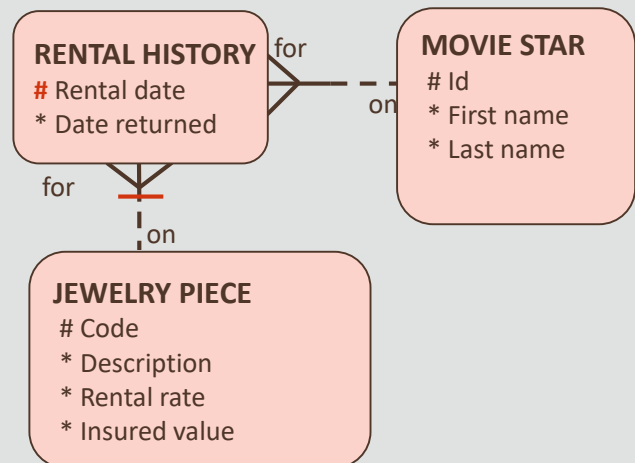 RENTAL HISTORY
# Rental date
* Date returned
for
on
MOVIE STAR
# Id
* First name
* Last name
for
on
JEWELRY PIECE
# Code
* Description
* Rental rate
* Insured value